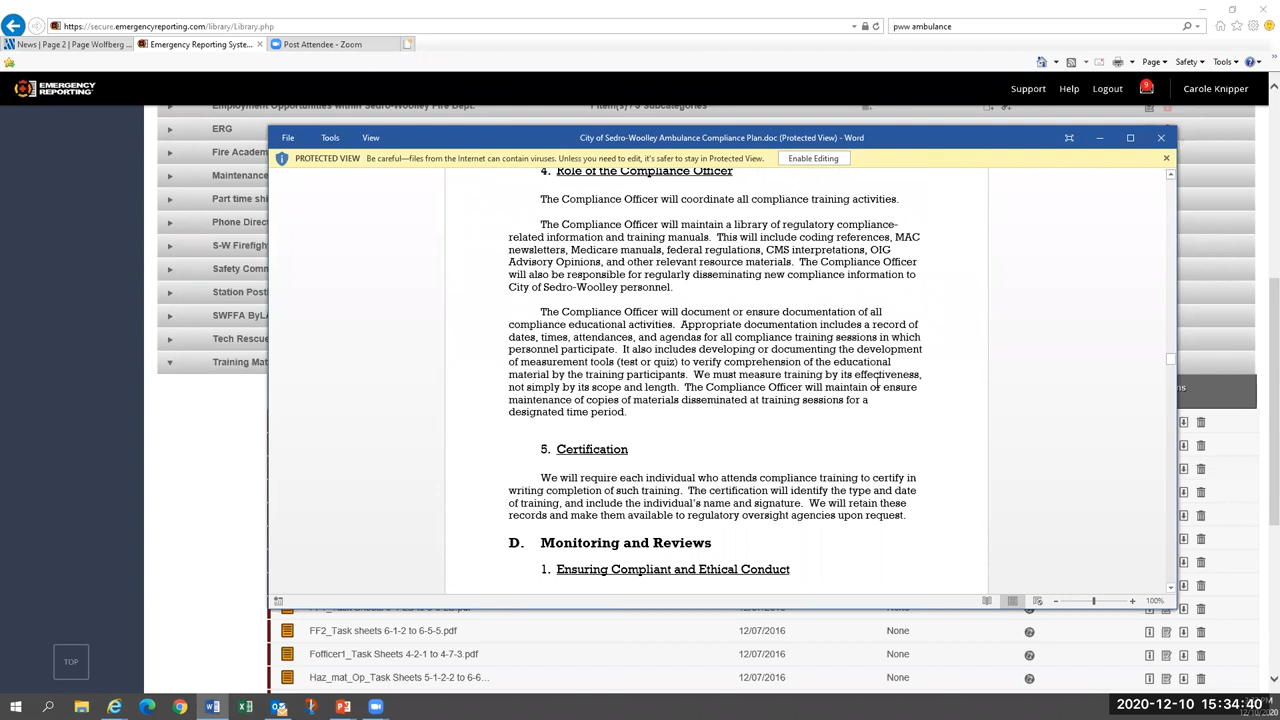 https://secure.emergencyreporting.com/library/Library.php
pww ambulance
News | Page 2 | Page Wolfberg ...
Emergency Reporting Syste...
Post Attendee - Zoom
Page
Safety
Tools
EMERGENCY
REPORTING
Support
Help
9
Logout
Carole Knipper
Employment Opportunities within Sedro-Woolley Fire Dept.
1 item(s) / 3 Subcategories
ERG
Fire Academ
Maintenance
Part time shi
Phone Direc
S-W Firefigh
Safety Comm
Station Posti
SWFFA ByLA
Tech Rescue
Training Mat
File
Tools
View
City of Sedro-Woolley Ambulance Compliance Plan.doc (Protected View) - Word
PROTECTED VIEW Be careful—files from the Internet can contain viruses. Unless you need to edit, it's safer to stay in Protected View.
Enable Editing
4. Role of the Compliance Officer
The Compliance Officer will coordinate all compliance training activities.
The Compliance Officer will maintain a library of regulatory compliance-
related information and training manuals. This will include coding references, MAC
newsletters, Medicare manuals, federal regulations, CMS interpretations, OIG
Advisory Opinions, and other relevant resource materials. The Compliance Officer
will also be responsible for regularly disseminating new compliance information to
City of Sedro-Woolley personnel.
The Compliance Officer will document or ensure documentation of all
compliance educational activities. Appropriate documentation includes a record of
dates, times, attendances, and agendas for all compliance training sessions in which
personnel participate. It also includes developing or documenting the development
of measurement tools (test or quiz) to verify comprehension of the educational
material by the training participants. We must measure training by its effectiveness,
not simply by its scope and length. The Compliance Officer will maintain or ensure
maintenance of copies of materials disseminated at training sessions for a
designated time period.
5. Certification
We will require each individual who attends compliance training to certify in
writing completion of such training. The certification will identify the type and date
of training, and include the individual's name and signature. We will retain these
records and make them available to regulatory oversight agencies upon request.
D. Monitoring and Reviews
1. Ensuring Compliant and Ethical Conduct
ns
100%
FF2_Task sheets 6-1-2 to 6-5-5.pdf
12/07/2016
None
Fofficer1_Task Sheets 4-2-1 to 4-7-3.pdf
12/07/2016
None
Haz_mat_Op_Task Sheets 5-1-2-2 to 6-6...
12/07/2016
None
TOP
2020-12-10 15:34:40